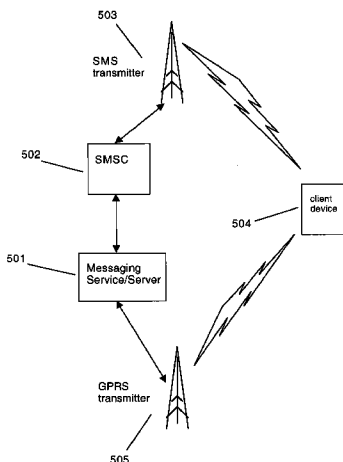 503
SMS
transmitter
502
SMSC
client
device
504
501
Messaging
Service/Server
GPRS
transmitter
505